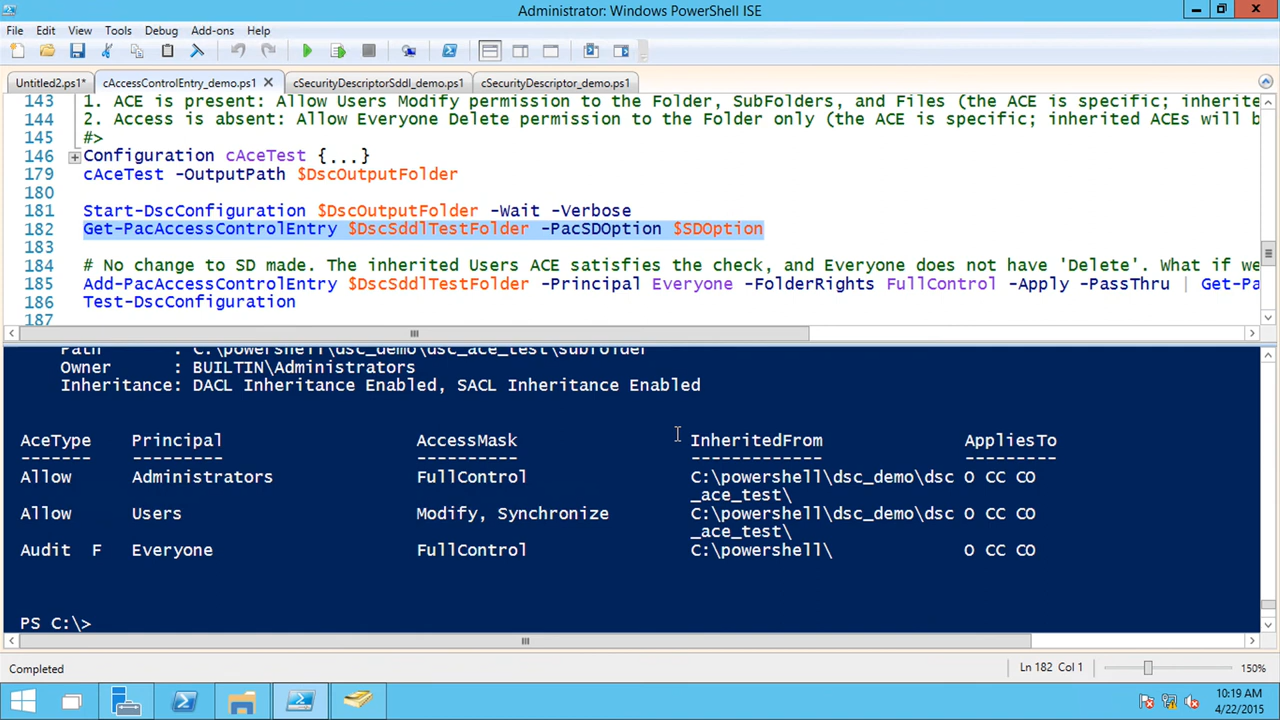 Administrator: Windows PowerShell ISE
File Edit View Tools Debug Add-ons Help
Untitled2.ps1* cAccessControlEntry_demo.ps1 cSecurityDescriptorSddl_demo.ps1 cSecurityDescriptor_demo.ps1
143 1. ACE is present: Allow Users Modify permission to the Folder, SubFolders, and Files (the ACE is specific; inherite
144 2. Access is absent: Allow Everyone Delete permission to the Folder only (the ACE is specific; inherited ACEs will b
145 #>
146 Configuration cAceTest {...}
179 cAceTest -OutputPath $DscOutputFolder
180
181 Start-DscConfiguration $DscOutputFolder -Wait -Verbose
182 Get-PacAccessControlEntry $DscSddlTestFolder -PacSDOption $SDOption
183
184 # No change to SD made. The inherited Users ACE satisfies the check, and Everyone does not have 'Delete'. What if we
185 Add-PacAccessControlEntry $DscSddlTestFolder -Principal Everyone -FolderRights FullControl -Apply -PassThru | Get-Pa
186 Test-DscConfiguration
187
Path : C:\powershell\dsc_demo\dsc_ace_test\subfolder
Owner : BUILTIN\Administrators
Inheritance: DACL Inheritance Enabled, SACL Inheritance Enabled
AceType Principal AccessMask InheritedFrom AppliesTo
------- --------- ---------- ------------- ---------
Allow Administrators FullControl C:\powershell\dsc_demo\dsc O CC CO
_ace_test\
Allow Users Modify, Synchronize C:\powershell\dsc_demo\dsc O CC CO
_ace_test\
Audit F Everyone FullControl C:\powershell\ O CC CO
PS C:\>
Completed Ln 182 Col 1 150%
10:19 AM
4/22/2015